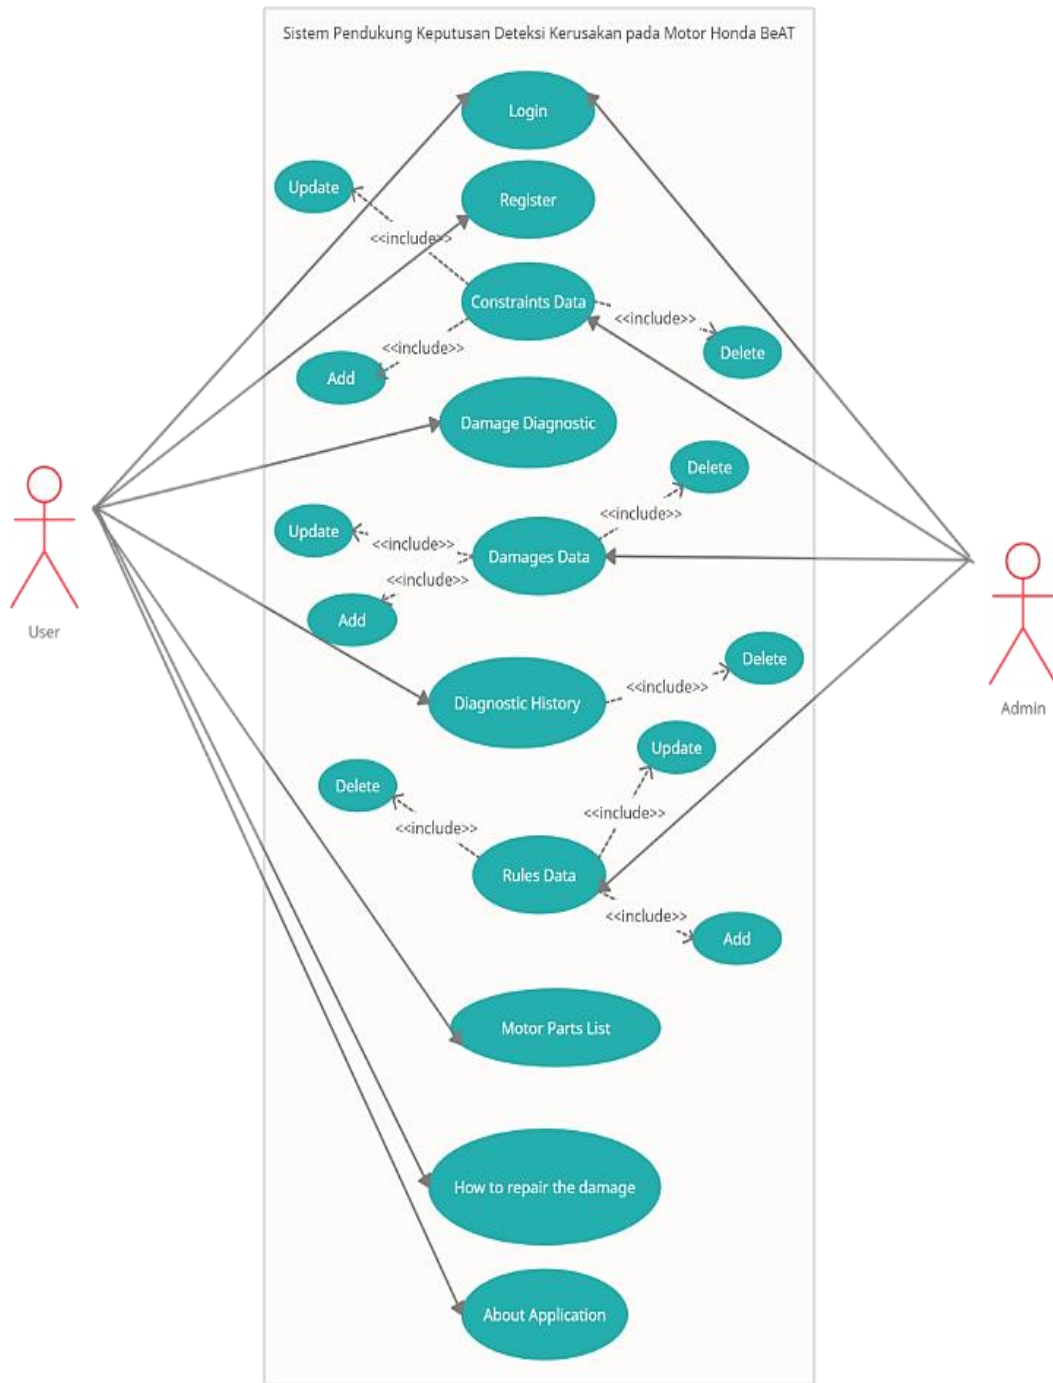 Sistem Pendukung Keputusan Deteksi Kerusakan pada Motor Honda BeAT
Login
Update
Register
<<include>>
Constraints Data
<<include>>
<<include>>
Delete
Add
Damage Diagnostic
Delete
<<include>>
Update
<<include>>
Damages Data
<<include>>
Add
User
Delete
<<include>>
Diagnostic History
Admin
Update
Delete
<<include>>
<<include>>
Rules Data
<<include>>
Add
Motor Parts List
How to repair the damage
About Application